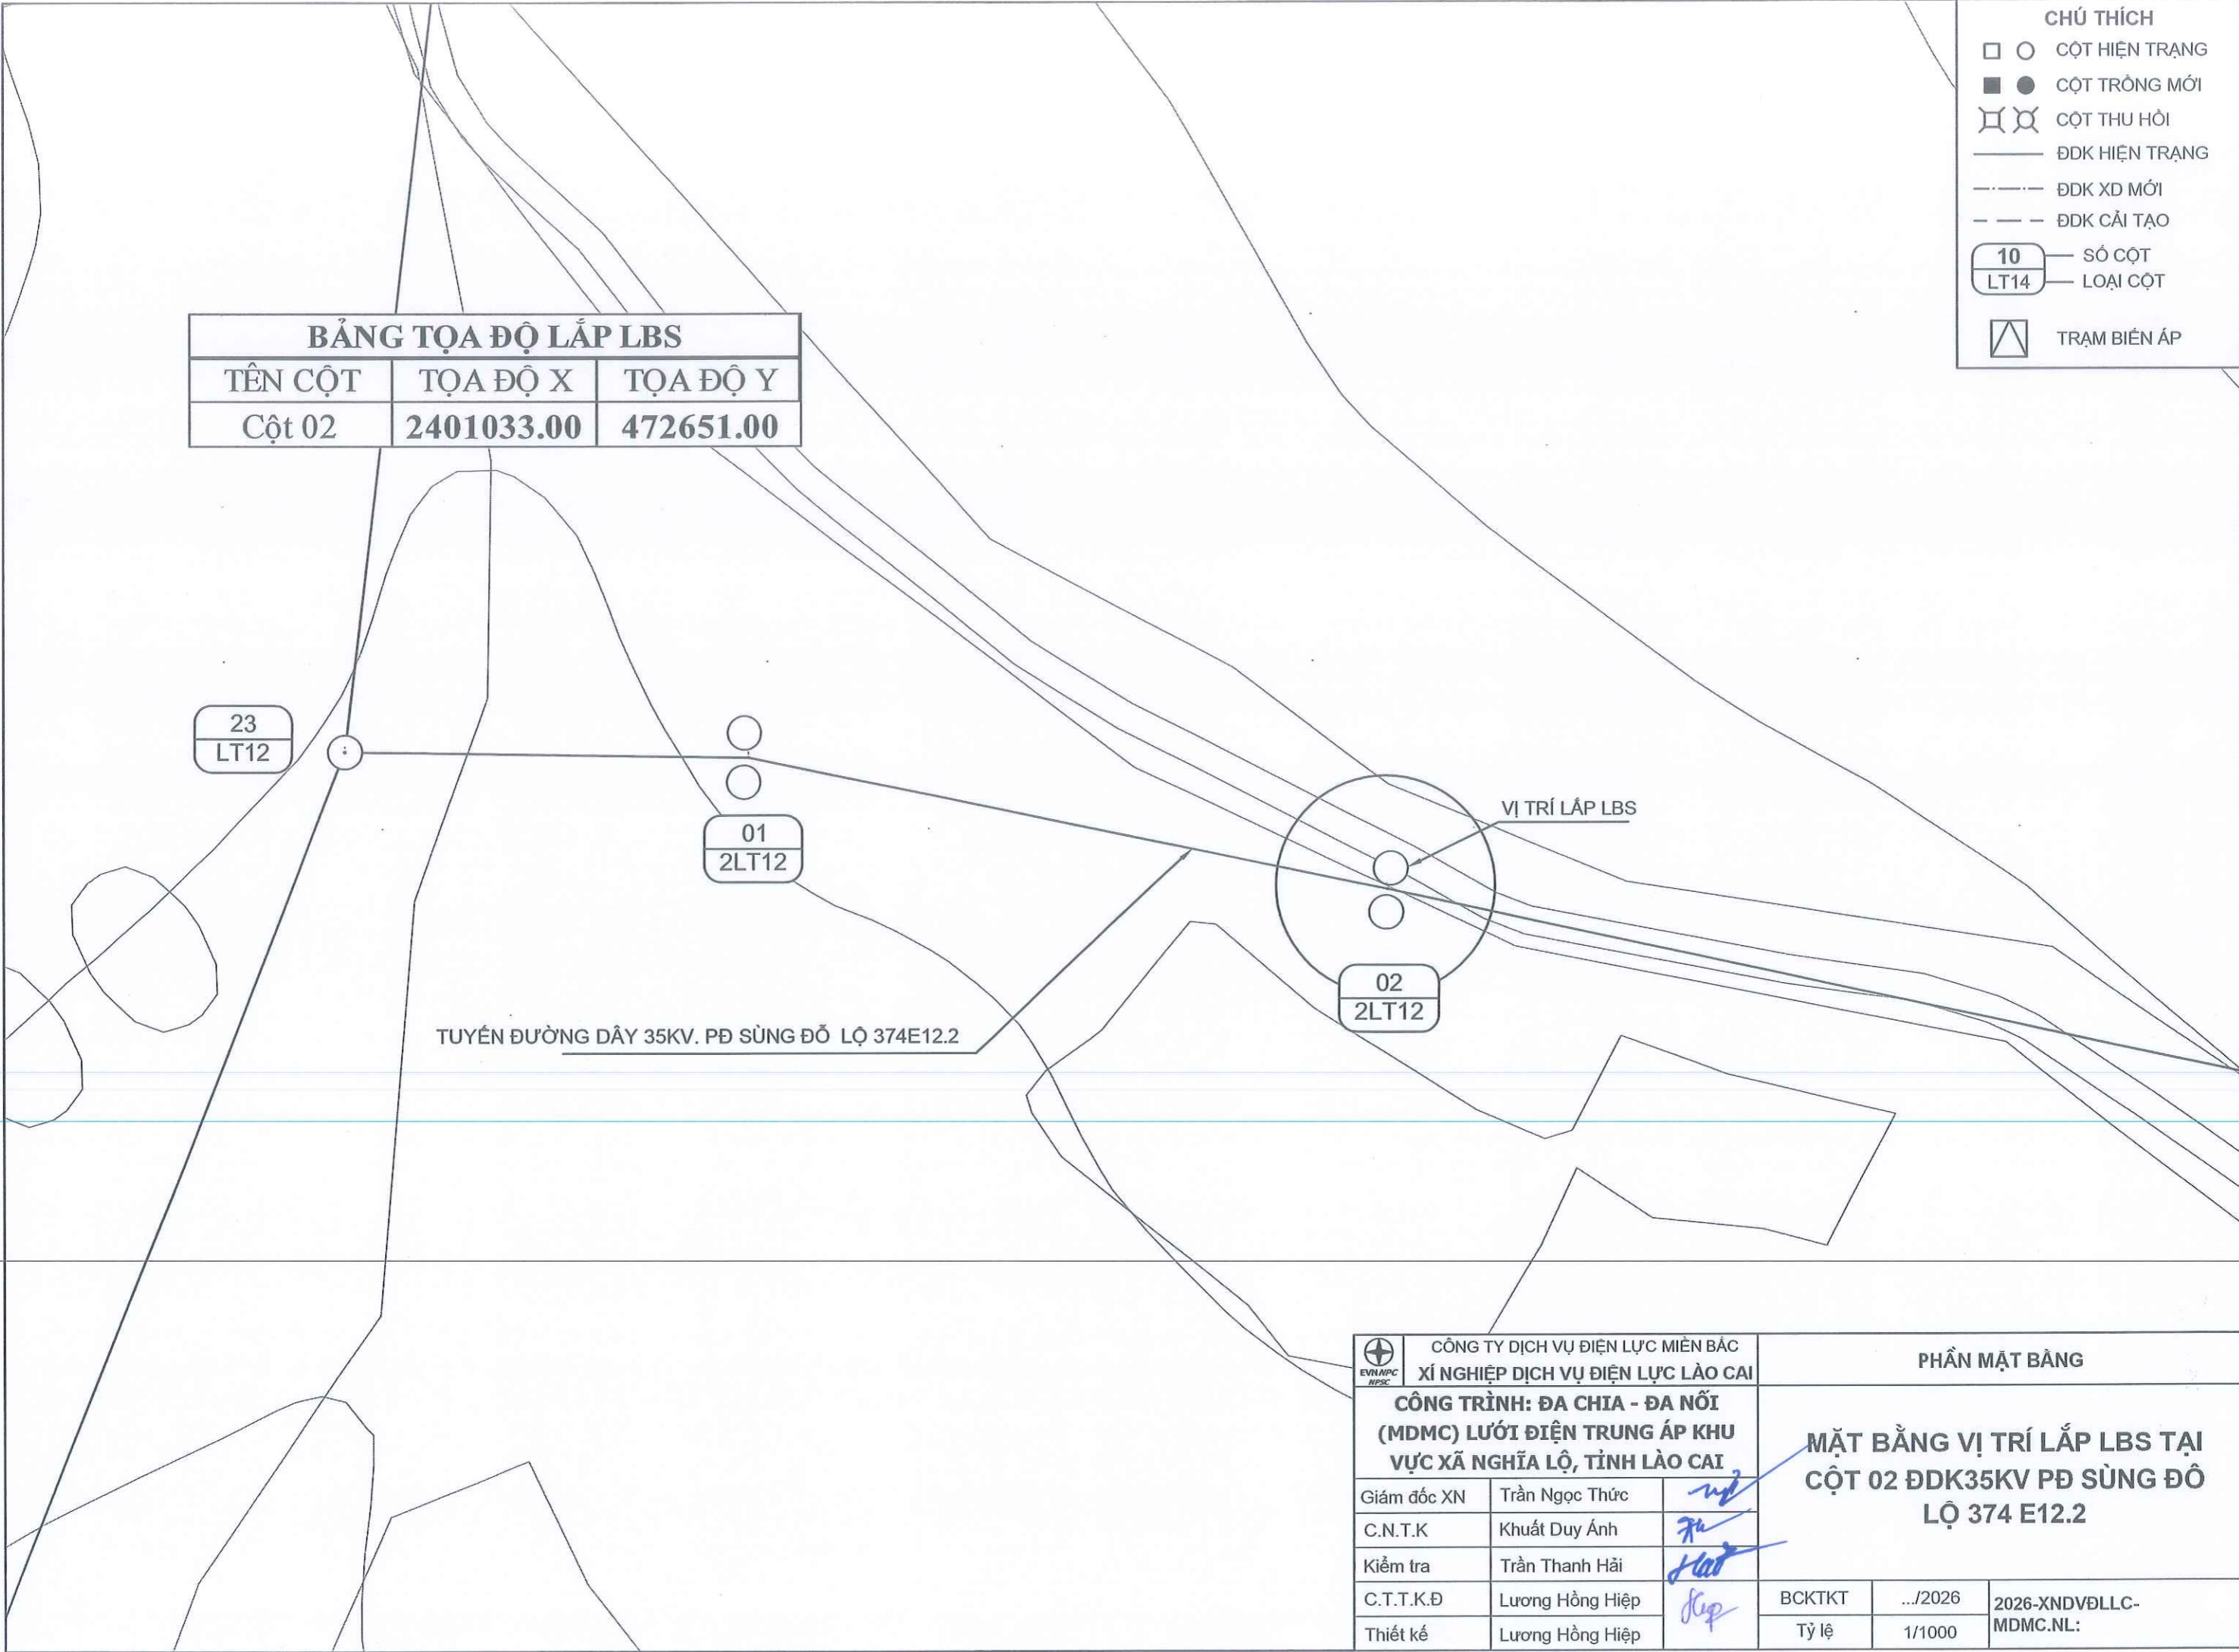 CHÚ THÍCH
CỘT HIỆN TRẠNG
CỘT TRỒNG MỚI
CỘT THU HỒI
ĐDK HIỆN TRẠNG
ĐDK XD MỚI
ĐDK CẢI TẠO
10 SỐ CỘT
LT14 LOẠI CỘT
TRẠM BIẾN ÁP
BẢNG TỌA ĐỘ LẮP LBS
TÊN CỘT TỌA ĐỘ X TỌA ĐỘ Y
Cột 02 2401033.00 472651.00
23
LT12
01
2LT12
VỊ TRÍ LẮP LBS
02
2LT12
TUYẾN ĐƯỜNG DÂY 35KV. PĐ SÙNG ĐỖ LỘ 374E12.2
EVNNPC
NPSC
CÔNG TY DỊCH VỤ ĐIỆN LỰC MIỀN BẮC
XÍ NGHIỆP DỊCH VỤ ĐIỆN LỰC LÀO CAI
PHẦN MẶT BẰNG
CÔNG TRÌNH: ĐA CHIA - ĐA NỐI
(MDMC) LƯỚI ĐIỆN TRUNG ÁP KHU
VỰC XÃ NGHĨA LỘ, TỈNH LÀO CAI
MẶT BẰNG VỊ TRÍ LẮP LBS TẠI
CỘT 02 ĐDK35KV PĐ SÙNG ĐÔ
LỘ 374 E12.2
Giám đốc XN Trần Ngọc Thức
C.N.T.K Khuất Duy Ánh
Kiểm tra Trần Thanh Hải
C.T.T.K.Đ Lương Hồng Hiệp
Thiết kế Lương Hồng Hiệp
BCKTKT .../2026
Tỷ lệ 1/1000
2026-XNDVĐLLC-
MDMC.NL: